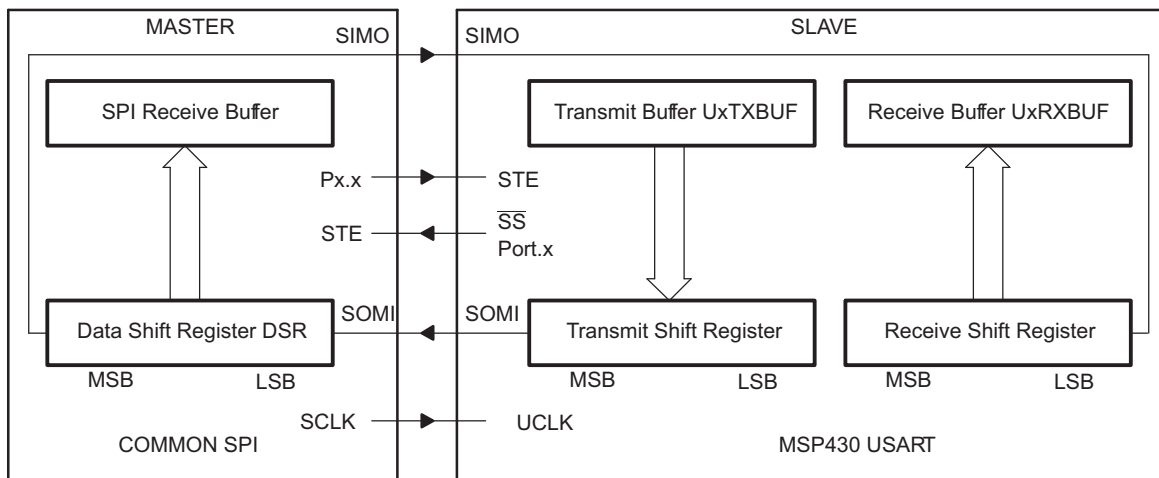 MASTER
SLAVE
SIMO
SIMO
SPI Receive Buffer
Transmit Buffer UxTXBUF
Receive Buffer UxRXBUF
Px.x
STE
STE
S̅S̅
Port.x
SOMI
SOMI
Data Shift Register DSR
Transmit Shift Register
Receive Shift Register
MSB
LSB
MSB
LSB
MSB
LSB
SCLK
UCLK
COMMON SPI
MSP430 USART